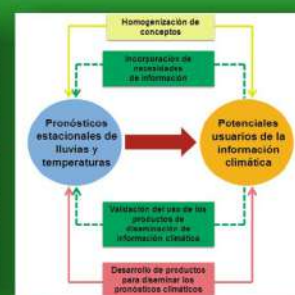 Homogenización de
conceptos
Incorporación de
necesidades
de información
Pronósticos
estacionales de
lluvias y
temperaturas
Potenciales
usuarios de la
información
climática
Validación del uso de los
productos de
diseminación de
información climática
Desarrollo de productos
para diseminar los
pronósticos climáticos